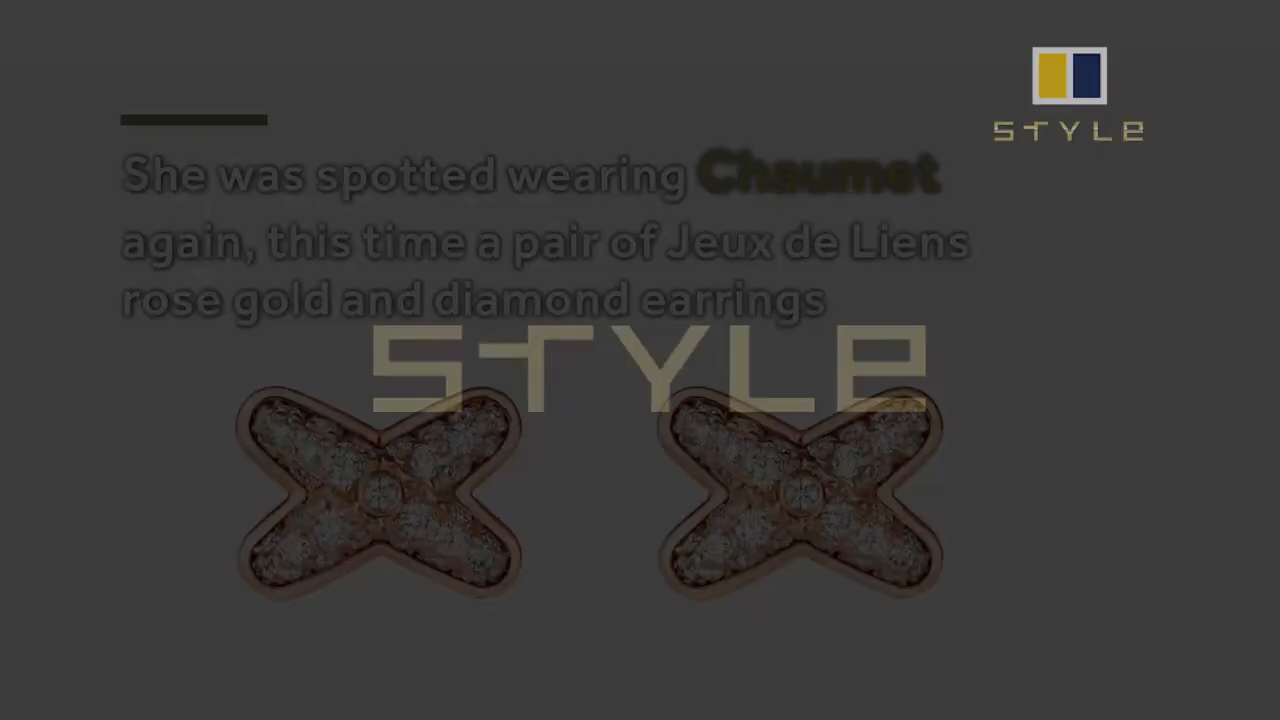 STYLE
She was spotted wearing Chaumet
again, this time a pair of Jeux de Liens
rose gold and diamond earrings
STYLE